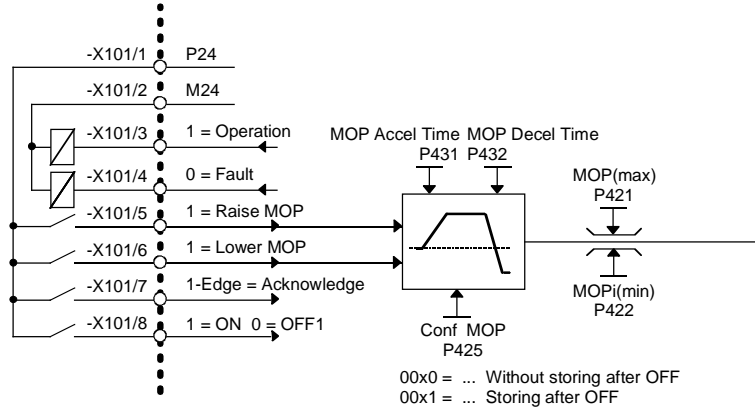 -X101/1 P24
-X101/2 M24
-X101/3 1 = Operation
-X101/4 0 = Fault
-X101/5 1 = Raise MOP
-X101/6 1 = Lower MOP
-X101/7 1-Edge = Acknowledge
-X101/8 1 = ON 0 = OFF1
MOP Accel Time MOP Decel Time
P431 P432
MOP(max)
P421
MOPi(min)
P422
Conf MOP
P425
00x0 = ... Without storing after OFF
00x1 = ... Storing after OFF